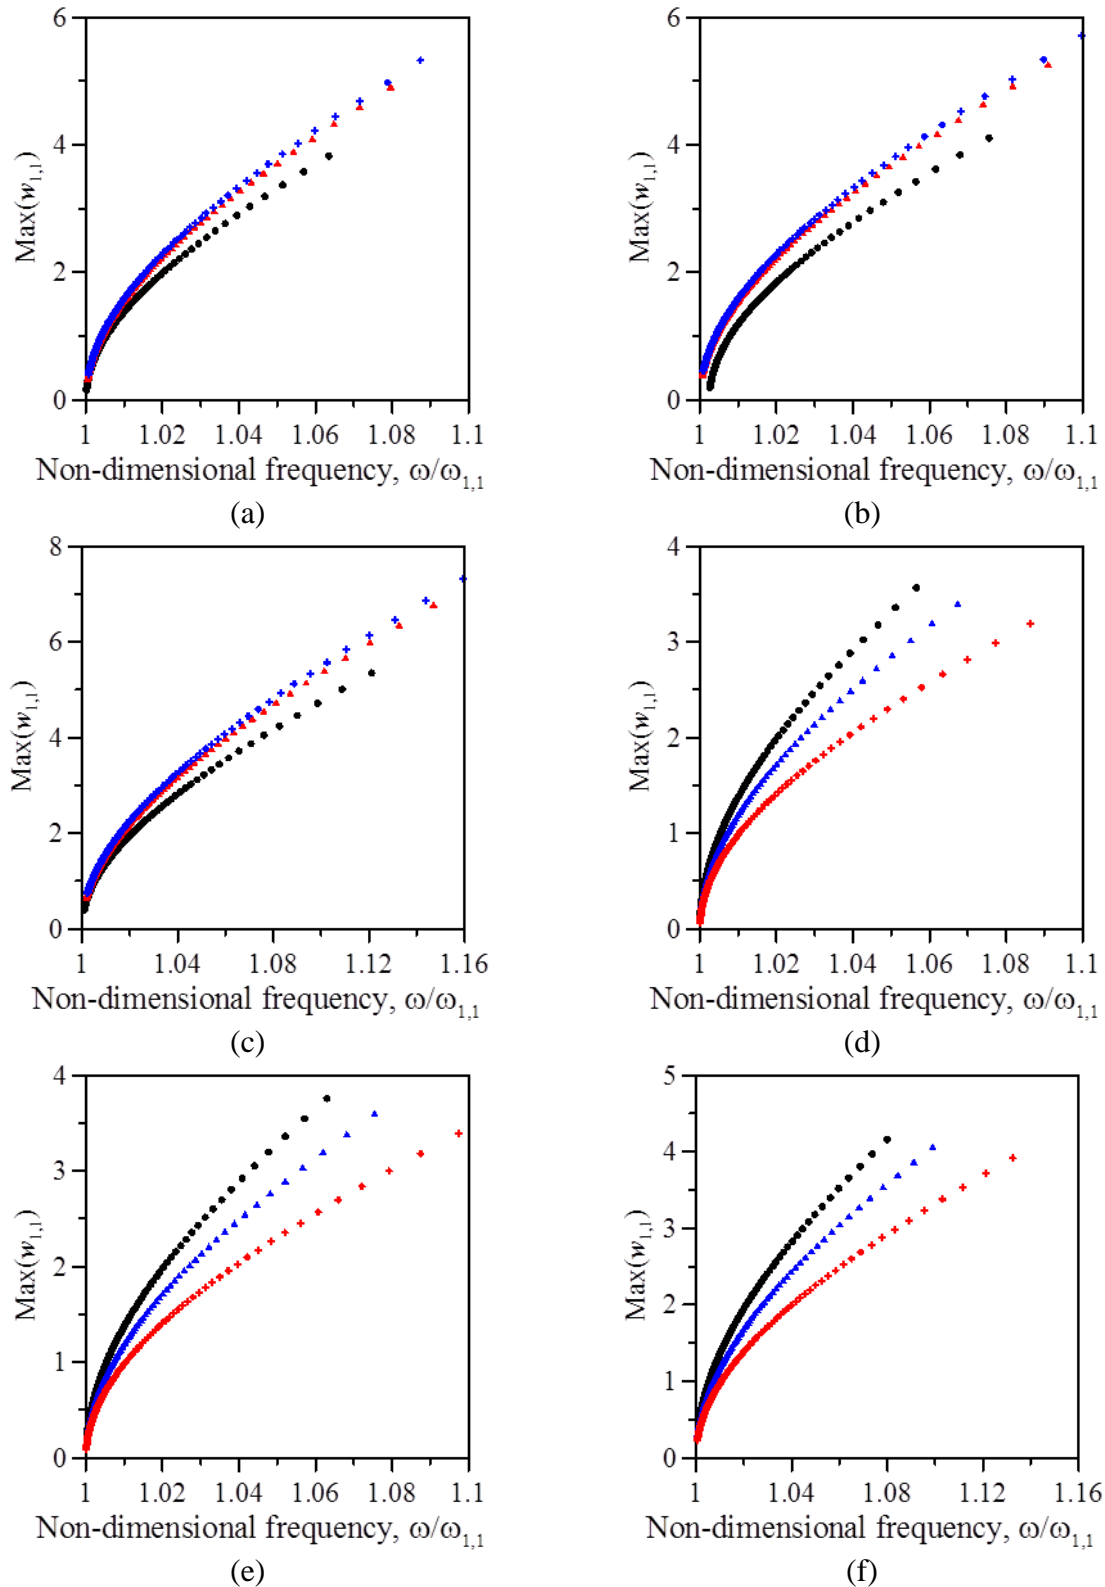 6
4
2
0
Max(w1,1)
1 1.02 1.04 1.06 1.08 1.1
Non-dimensional frequency, ω/ω1,1
(a)
6
4
2
0
Max(w1,1)
1 1.02 1.04 1.06 1.08 1.1
Non-dimensional frequency, ω/ω1,1
(b)
8
6
4
2
0
Max(w1,1)
1 1.04 1.08 1.12 1.16
Non-dimensional frequency, ω/ω1,1
(c)
4
3
2
1
0
Max(w1,1)
1 1.02 1.04 1.06 1.08 1.1
Non-dimensional frequency, ω/ω1,1
(d)
4
3
2
1
0
Max(w1,1)
1 1.02 1.04 1.06 1.08 1.1
Non-dimensional frequency, ω/ω1,1
(e)
5
4
3
2
1
0
Max(w1,1)
1 1.04 1.08 1.12 1.16
Non-dimensional frequency, ω/ω1,1
(f)